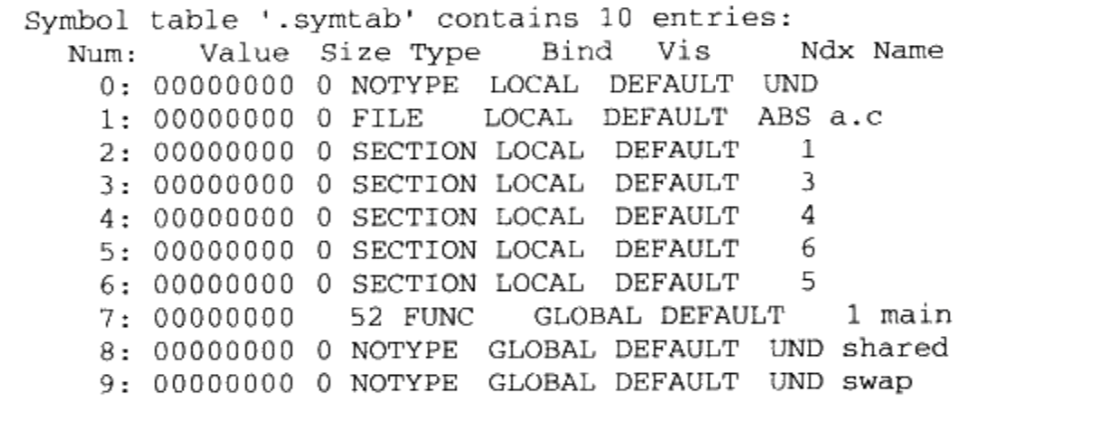 Symbol table '.symtab' contains 10 entries:
Num: Value Size Type Bind Vis Ndx Name
0: 00000000 0 NOTYPE LOCAL DEFAULT UND
1: 00000000 0 FILE LOCAL DEFAULT ABS a.c
2: 00000000 0 SECTION LOCAL DEFAULT 1
3: 00000000 0 SECTION LOCAL DEFAULT 3
4: 00000000 0 SECTION LOCAL DEFAULT 4
5: 00000000 0 SECTION LOCAL DEFAULT 6
6: 00000000 0 SECTION LOCAL DEFAULT 5
7: 00000000 52 FUNC GLOBAL DEFAULT 1 main
8: 00000000 0 NOTYPE GLOBAL DEFAULT UND shared
9: 00000000 0 NOTYPE GLOBAL DEFAULT UND swap